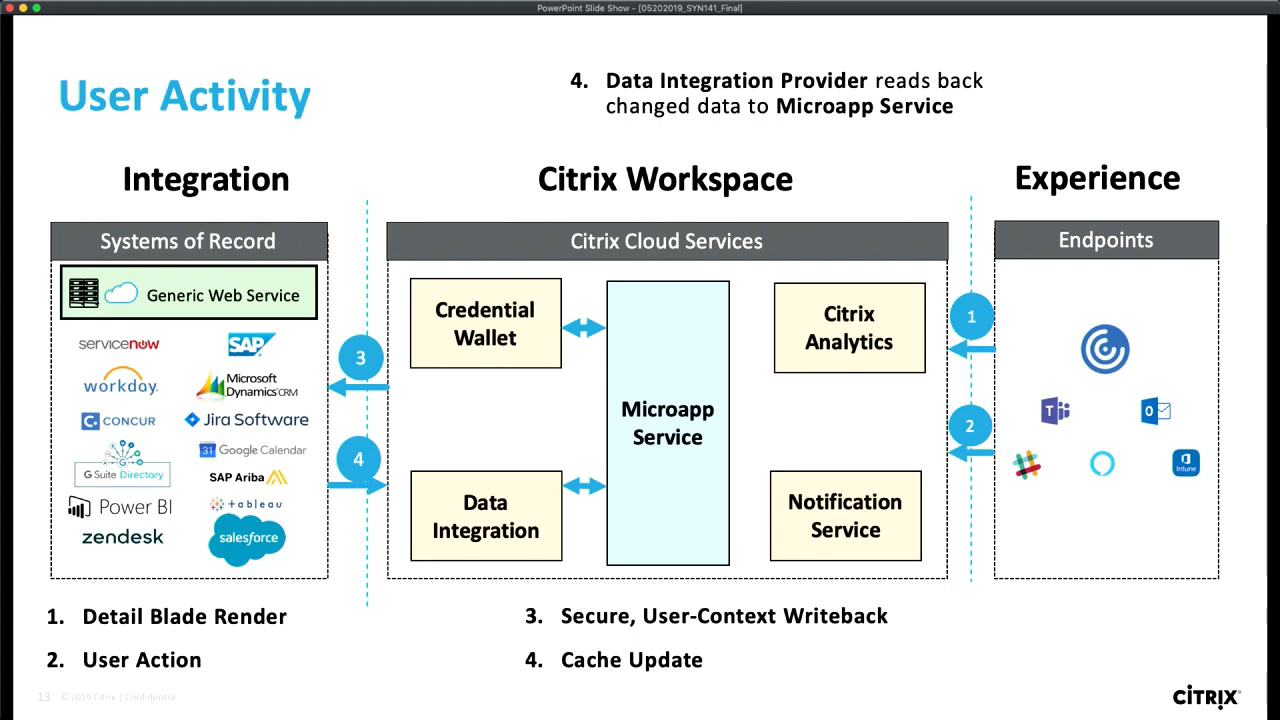 PowerPoint Slide Show - [05202019_SYN141_Final]
User Activity
4. Data Integration Provider reads back
changed data to Microapp Service
Integration
Citrix Workspace
Experience
Systems of Record
Citrix Cloud Services
Endpoints
Generic Web Service
servicenow
SAP
workday.
Microsoft
Dynamics CRM
C CONCUR
Jira Software
31 Google Calendar
G
G Suite Directory
SAP Ariba
Power BI
tableau
zendesk
salesforce
3
4
Credential
Wallet
Data
Integration
Microapp
Service
Citrix
Analytics
Notification
Service
1
2
T
O
Intune
1. Detail Blade Render
2. User Action
3. Secure, User-Context Writeback
4. Cache Update
13 © 2019 Citrix | Confidential
CİTRIX